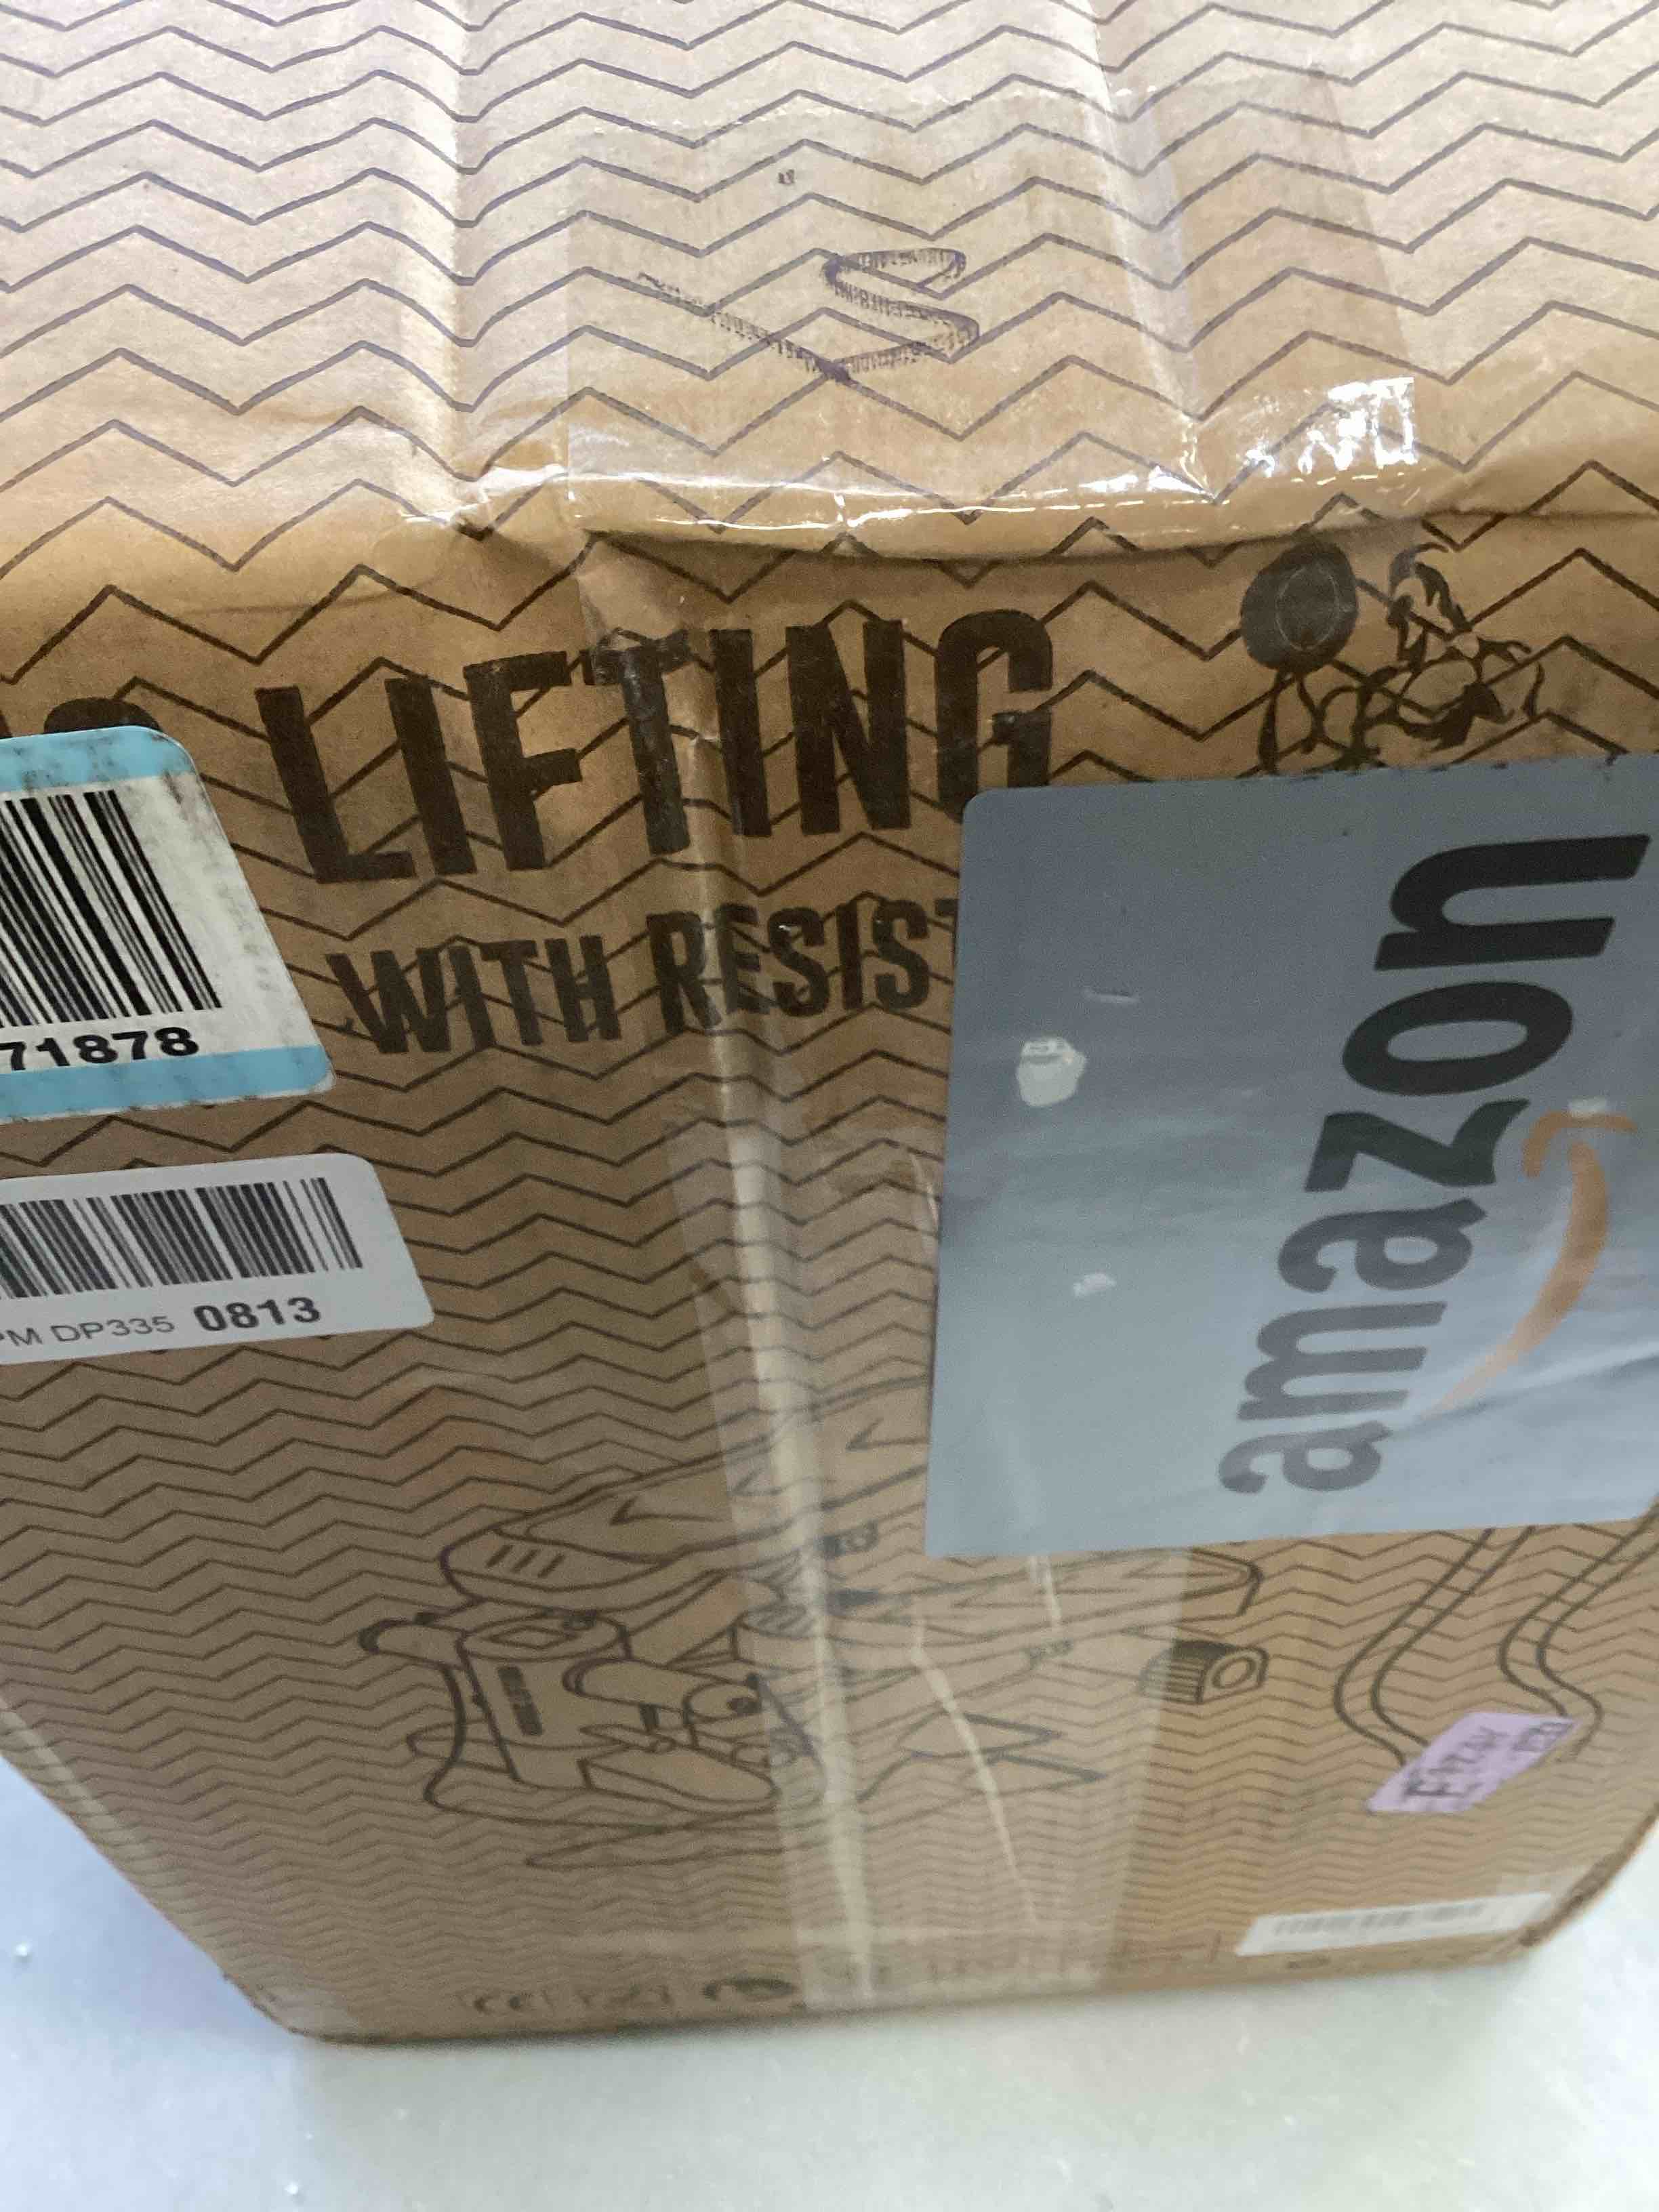 LIFTING
WITH RESIST
71878
PM DP335 0813
amazon